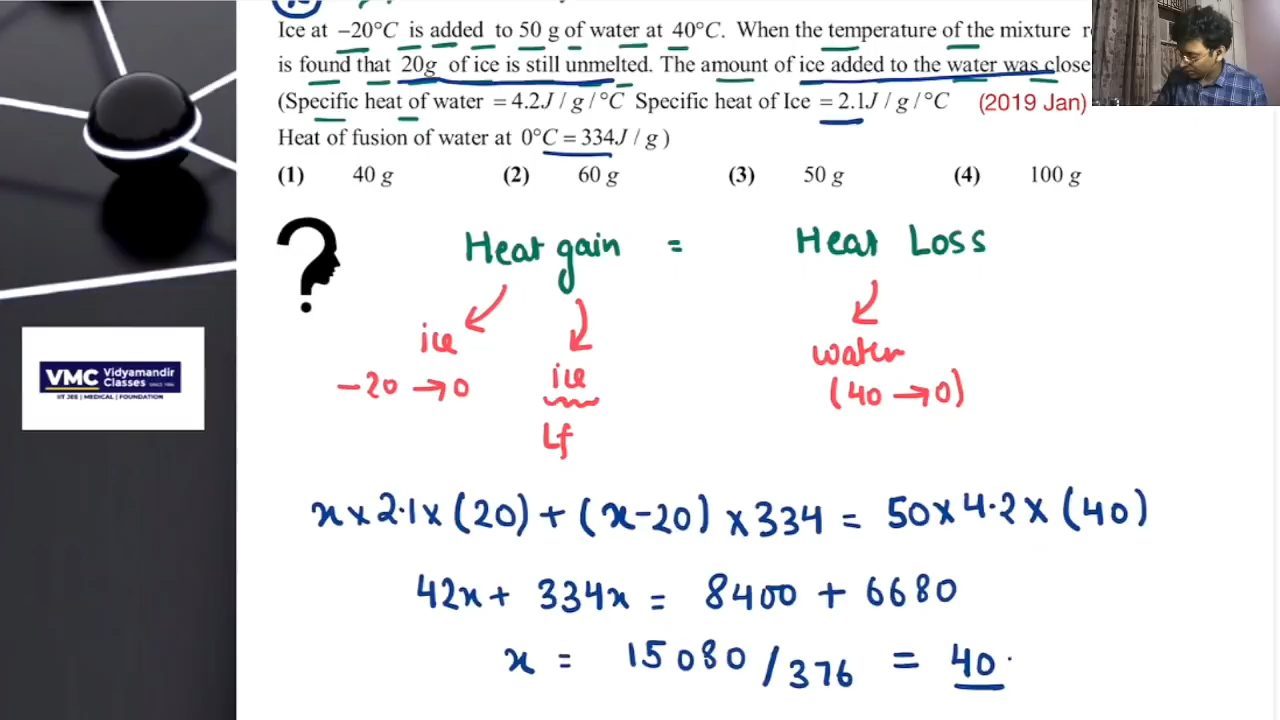 Ice at −20°C is added to 50 g of water at 40°C. When the temperature of the mixture
is found that 20g of ice is still unmelted. The amount of ice added to the water was close
(Specific heat of water = 4.2J / g / °C Specific heat of Ice = 2.1J / g / °C (2019 Jan)
Heat of fusion of water at 0°C = 334J / g )
(1) 40 g (2) 60 g (3) 50 g (4) 100 g
Heat gain = Heat Loss
ice
-20 → 0
ice
Lf
water
(40 → 0)
VMC Vidyamandir Classes SINCE 1986
IIT JEE | MEDICAL | FOUNDATION
x × 2.1 × (20) + (x - 20) × 334 = 50 × 4.2 × (40)
42x + 334x = 8400 + 6680
x = 15080 / 376 = 40